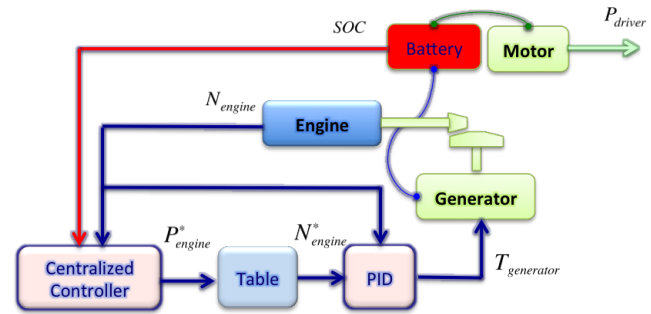 P_driver
SOC
Battery
Motor
N_engine
Engine
Generator
P*_engine
N*_engine
Centralized
Controller
Table
PID
T_generator